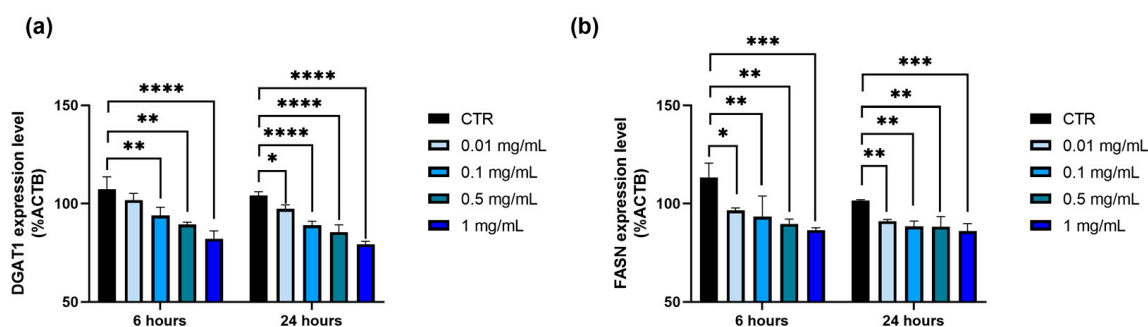 (a)
DGAT1 expression level
(%ACTB)
150
100
50
****
**
**
****
****
****
*
6 hours
24 hours
CTR
0.01 mg/mL
0.1 mg/mL
0.5 mg/mL
1 mg/mL
(b)
FASN expression level
(%ACTB)
150
100
50
***
**
**
*
***
**
**
**
6 hours
24 hours
CTR
0.01 mg/mL
0.1 mg/mL
0.5 mg/mL
1 mg/mL